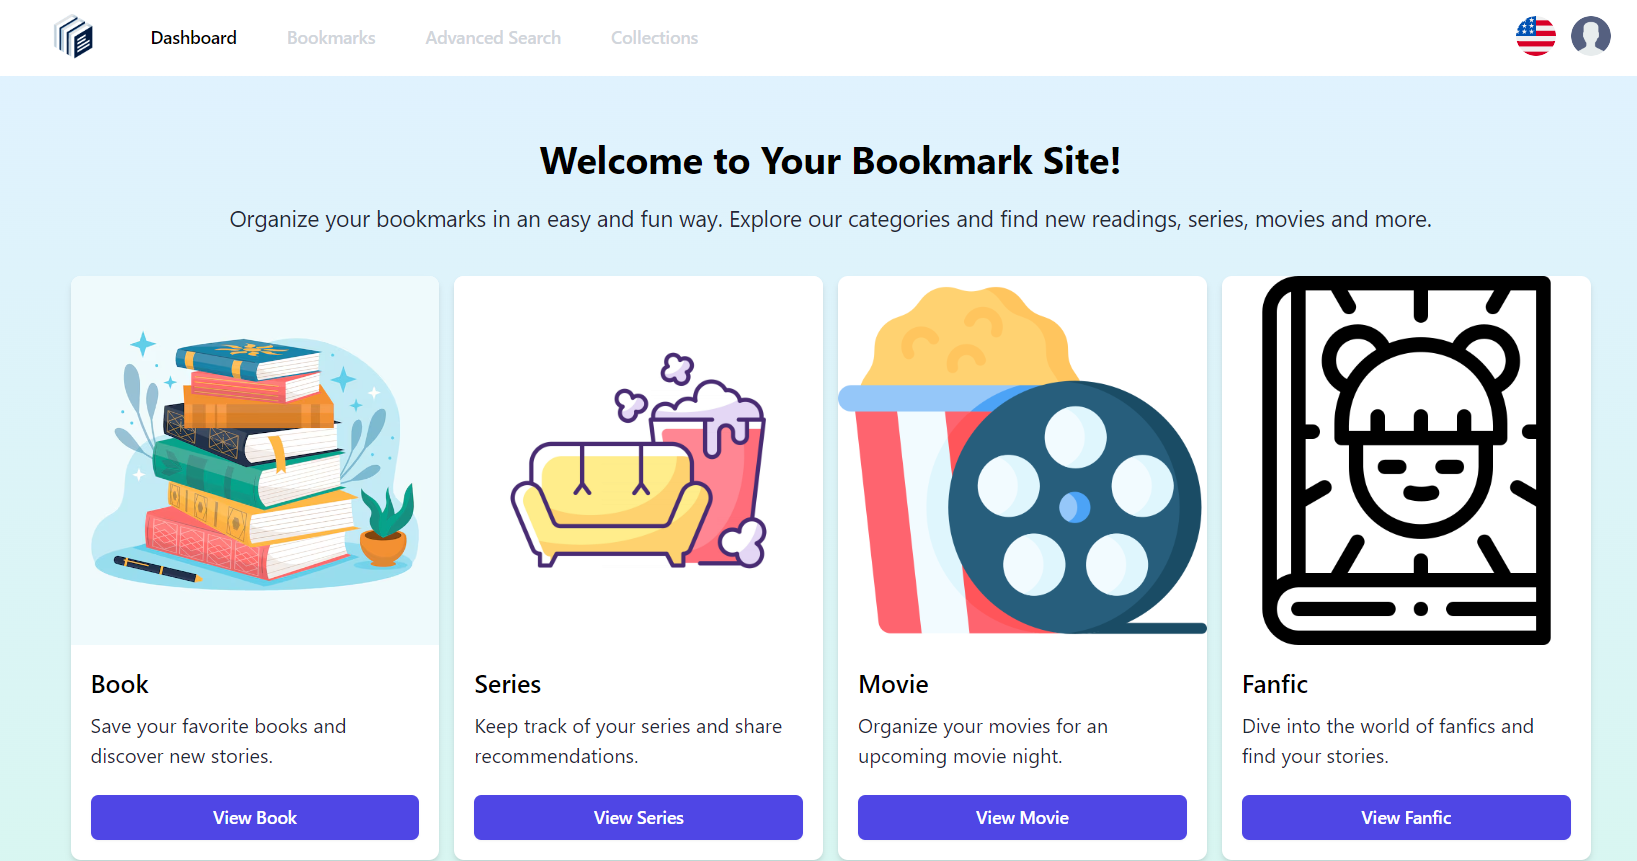 Dashboard Bookmarks Advanced Search Collections
Welcome to Your Bookmark Site!
Organize your bookmarks in an easy and fun way. Explore our categories and find new readings, series, movies and more.
Book
Save your favorite books and
discover new stories.
View Book
Series
Keep track of your series and share
recommendations.
View Series
Movie
Organize your movies for an
upcoming movie night.
View Movie
Fanfic
Dive into the world of fanfics and
find your stories.
View Fanfic